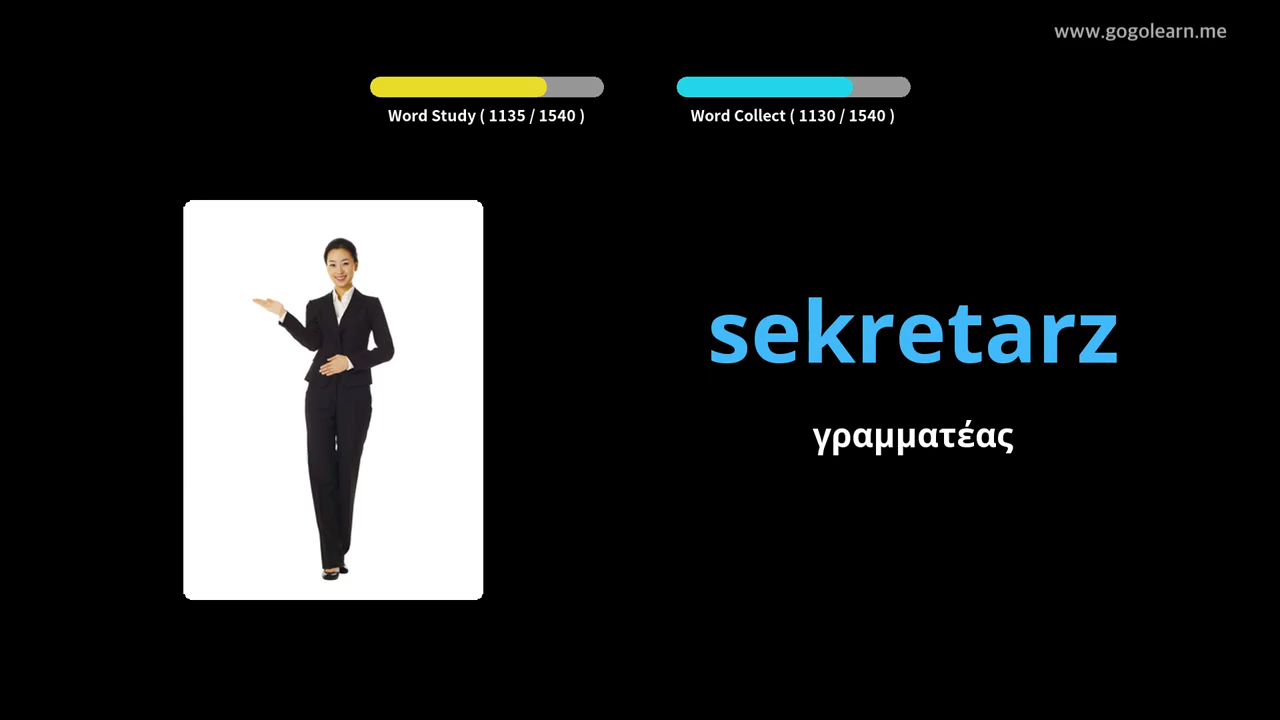 www.gogolearn.me
Word Study ( 1135 / 1540 )
Word Collect ( 1130 / 1540 )
sekretarz
γραμματέας